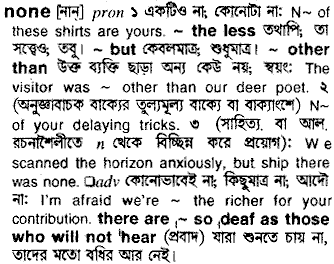 none [নান্] pron ১ একটিও না; কোনোটা না: N~ of
these shirts are yours. ~ the less তথাপি; তা
সত্ত্বেও, তবু। ~ but কেবলমাত্র; শুধুমাত্র। ~ other
than উক্ত ব্যক্তি ছাড়া অন্য কেউ নয়; স্বয়ং: The
visitor was ~ other than our deer poet. ২
(অনুজ্ঞাবাচক বাক্যের তুল্যমূল্য বাক্যে বা বাক্যাংশে) N~
of your delaying tricks. ৩ (সাহিত্য. বা আল.
রচনাশৈলীতে n থেকে বিচ্ছিন্ন করে প্রয়োগ): We
scanned the horizon anxiously, but ship there
was none. □adv কোনোভাবেই না; কিছুমাত্র না; আদৌ
না: I'm afraid we're ~ the richer for your
contribution. there are ~ so deaf as those
who will not hear (প্রবাদ) যারা শুনতে চায় না,
তাদের মতো বধির আর নেই।